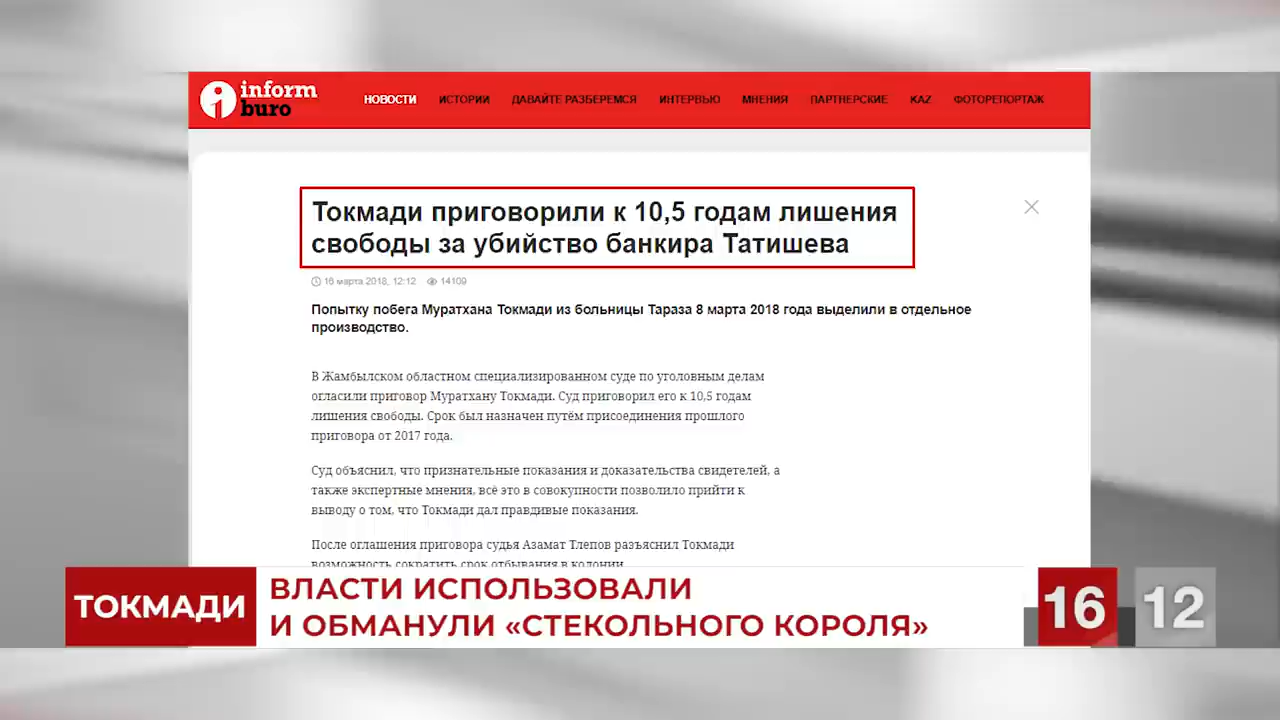 inform
buro
НОВОСТИ ИСТОРИИ ДАВАЙТЕ РАЗБЕРЕМСЯ ИНТЕРВЬЮ МНЕНИЯ ПАРТНЕРСКИЕ KAZ ФОТОРЕПОРТАЖ
Токмади приговорили к 10,5 годам лишения
свободы за убийство банкира Татишева
16 марта 2018, 12:12 14109
Попытку побега Муратхана Токмади из больницы Тараза 8 марта 2018 года выделили в отдельное
производство.
В Жамбылском областном специализированном суде по уголовным делам
огласили приговор Муратхану Токмади. Суд приговорил его к 10,5 годам
лишения свободы. Срок был назначен путём присоединения прошлого
приговора от 2017 года.
Суд объяснил, что признательные показания и доказательства свидетелей, а
также экспертные мнения, всё это в совокупности позволило прийти к
выводу о том, что Токмади дал правдивые показания.
После оглашения приговора судья Азамат Тлепов разъяснил Токмади
возможность сократить срок отбывания в колонии.
ТОКМАДИ
ВЛАСТИ ИСПОЛЬЗОВАЛИ
И ОБМАНУЛИ «СТЕКОЛЬНОГО КОРОЛЯ»
16 12